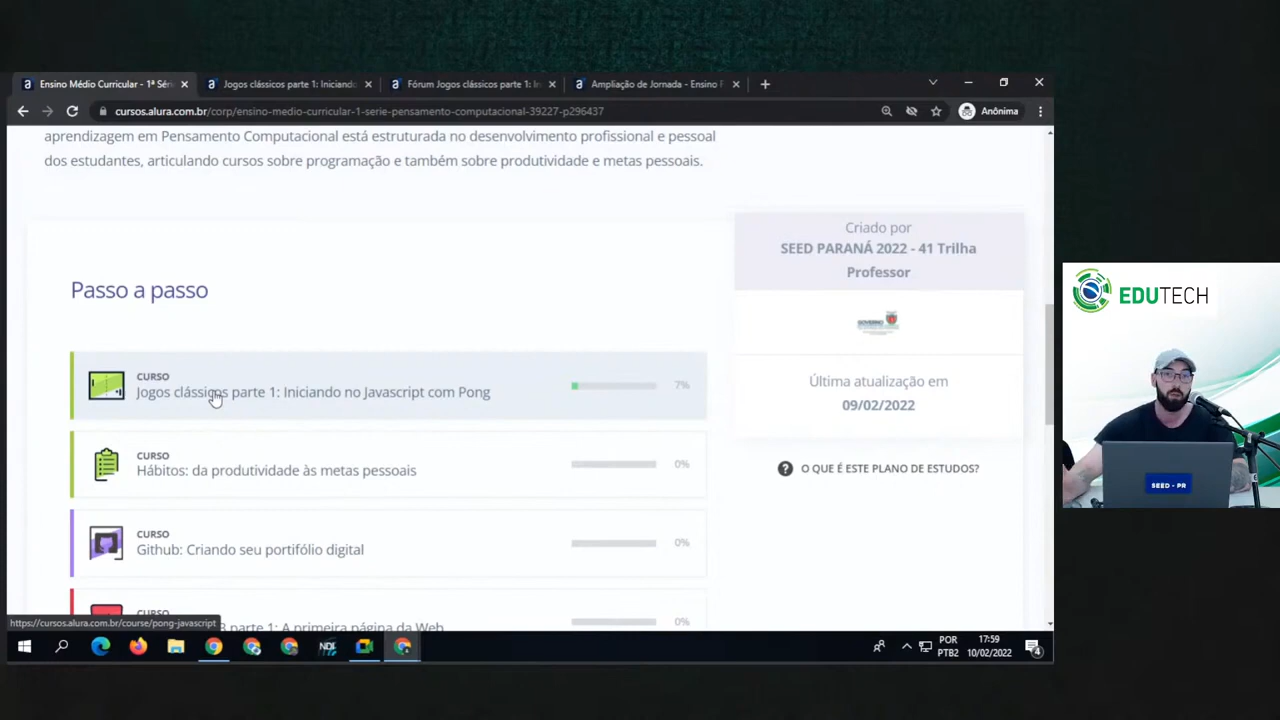 Ensino Médio Curricular - 1ª Séri
Jogos clássicos parte 1: Iniciand
Fórum Jogos clássicos parte 1: In
Ampliação de Jornada - Ensino F
cursos.alura.com.br/corp/ensino-medio-curricular-1-serie-pensamento-computacional-39227-p296437
Anônima
aprendizagem em Pensamento Computacional está estruturada no desenvolvimento profissional e pessoal
dos estudantes, articulando cursos sobre programação e também sobre produtividade e metas pessoais.
Passo a passo
CURSO
Jogos clássicos parte 1: Iniciando no Javascript com Pong
7%
CURSO
Hábitos: da produtividade às metas pessoais
0%
CURSO
Github: Criando seu portifólio digital
0%
CURSO
parte 1: A primeira página da Web
0%
Criado por
SEED PARANÁ 2022 - 41 Trilha
Professor
Última atualização em
09/02/2022
O QUE É ESTE PLANO DE ESTUDOS?
https://cursos.alura.com.br/course/pong-javascript
POR
PTB2
17:59
10/02/2022
4
EDUTECH
SEED - PR